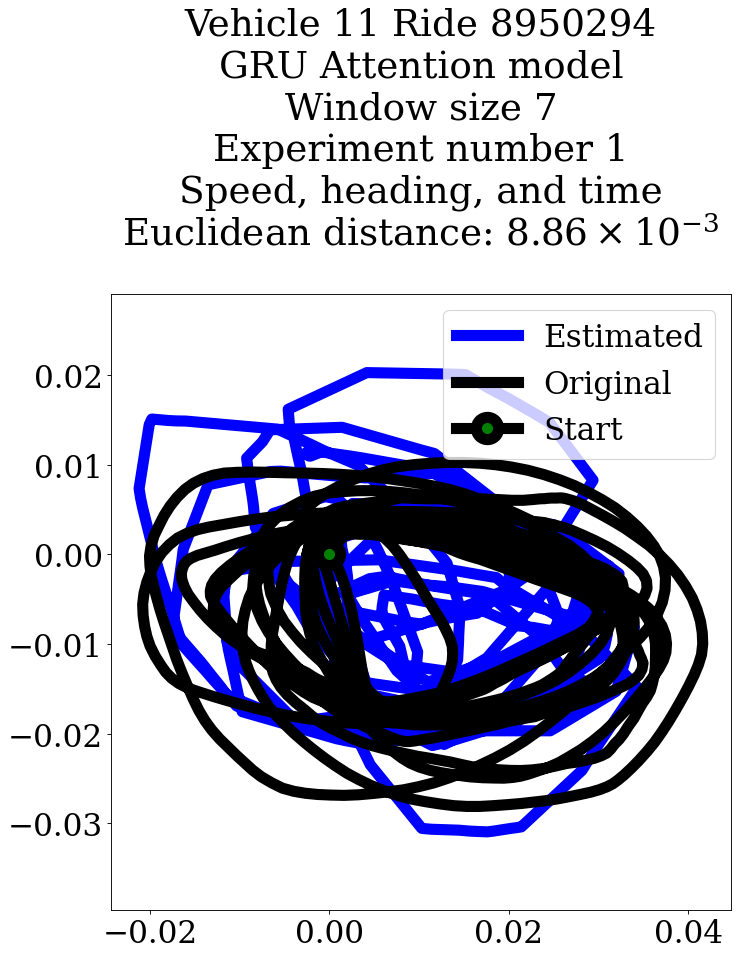 Vehicle 11 Ride 8950294
GRU Attention model
Window size 7
Experiment number 1
Speed, heading, and time
Euclidean distance: 8.86 × 10⁻³
Estimated
Original
Start
0.02
0.01
0.00
−0.01
−0.02
−0.03
−0.02
0.00
0.02
0.04